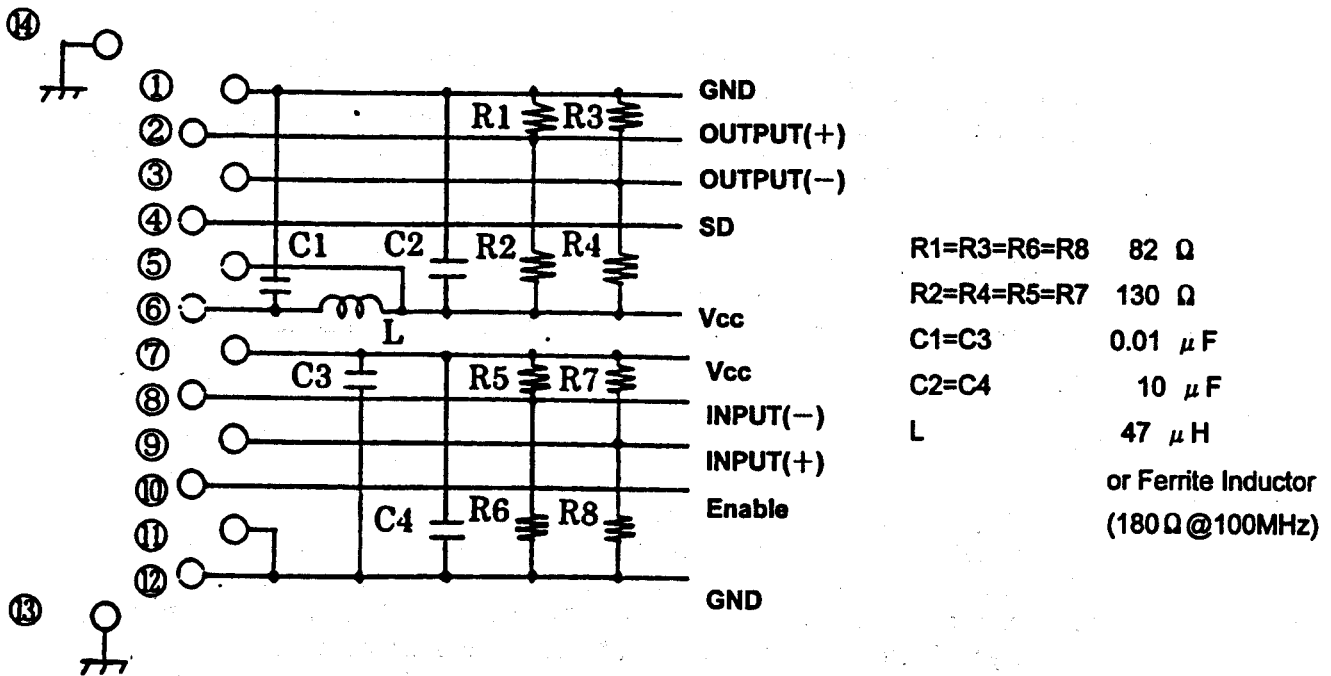 ⑭
① GND
R1 R3
② OUTPUT(+)
③ OUTPUT(−)
④ SD
C1 C2 R2 R4
⑤
⑥ Vcc
L
⑦ Vcc
C3 R5 R7
⑧ INPUT(−)
⑨ INPUT(+)
⑩ Enable
C4 R6 R8
⑪
⑫ GND
⑬
R1=R3=R6=R8 82 Ω
R2=R4=R5=R7 130 Ω
C1=C3 0.01 μF
C2=C4 10 μF
L 47 μH
or Ferrite Inductor
(180Ω@100MHz)